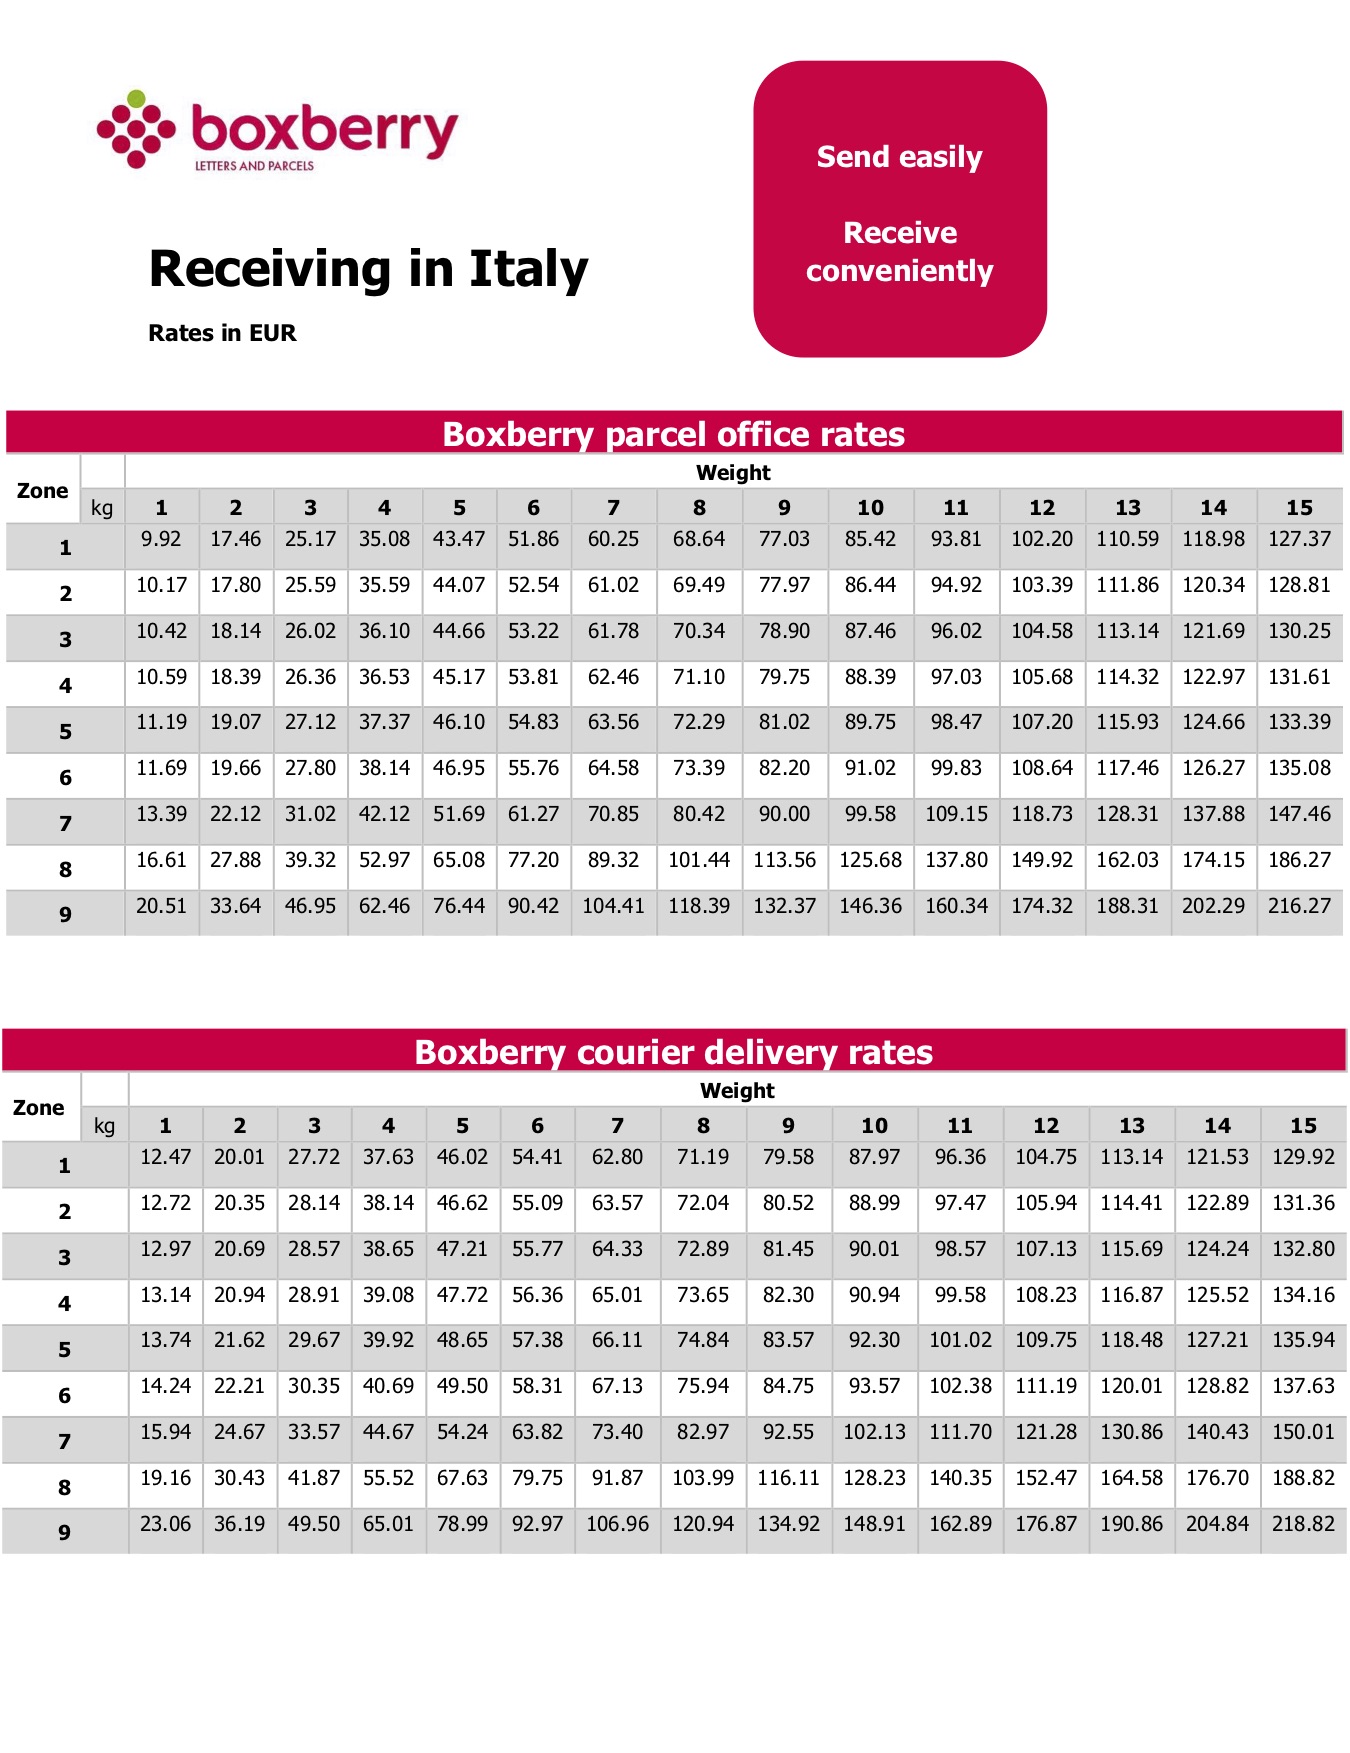 boxberry
LETTERS AND PARCELS
Send easily
Receive
conveniently
Receiving in Italy
Rates in EUR
Boxberry parcel office rates
Zone Weight
kg 1 2 3 4 5 6 7 8 9 10 11 12 13 14 15
1 9.92 17.46 25.17 35.08 43.47 51.86 60.25 68.64 77.03 85.42 93.81 102.20 110.59 118.98 127.37
2 10.17 17.80 25.59 35.59 44.07 52.54 61.02 69.49 77.97 86.44 94.92 103.39 111.86 120.34 128.81
3 10.42 18.14 26.02 36.10 44.66 53.22 61.78 70.34 78.90 87.46 96.02 104.58 113.14 121.69 130.25
4 10.59 18.39 26.36 36.53 45.17 53.81 62.46 71.10 79.75 88.39 97.03 105.68 114.32 122.97 131.61
5 11.19 19.07 27.12 37.37 46.10 54.83 63.56 72.29 81.02 89.75 98.47 107.20 115.93 124.66 133.39
6 11.69 19.66 27.80 38.14 46.95 55.76 64.58 73.39 82.20 91.02 99.83 108.64 117.46 126.27 135.08
7 13.39 22.12 31.02 42.12 51.69 61.27 70.85 80.42 90.00 99.58 109.15 118.73 128.31 137.88 147.46
8 16.61 27.88 39.32 52.97 65.08 77.20 89.32 101.44 113.56 125.68 137.80 149.92 162.03 174.15 186.27
9 20.51 33.64 46.95 62.46 76.44 90.42 104.41 118.39 132.37 146.36 160.34 174.32 188.31 202.29 216.27
Boxberry courier delivery rates
Zone Weight
kg 1 2 3 4 5 6 7 8 9 10 11 12 13 14 15
1 12.47 20.01 27.72 37.63 46.02 54.41 62.80 71.19 79.58 87.97 96.36 104.75 113.14 121.53 129.92
2 12.72 20.35 28.14 38.14 46.62 55.09 63.57 72.04 80.52 88.99 97.47 105.94 114.41 122.89 131.36
3 12.97 20.69 28.57 38.65 47.21 55.77 64.33 72.89 81.45 90.01 98.57 107.13 115.69 124.24 132.80
4 13.14 20.94 28.91 39.08 47.72 56.36 65.01 73.65 82.30 90.94 99.58 108.23 116.87 125.52 134.16
5 13.74 21.62 29.67 39.92 48.65 57.38 66.11 74.84 83.57 92.30 101.02 109.75 118.48 127.21 135.94
6 14.24 22.21 30.35 40.69 49.50 58.31 67.13 75.94 84.75 93.57 102.38 111.19 120.01 128.82 137.63
7 15.94 24.67 33.57 44.67 54.24 63.82 73.40 82.97 92.55 102.13 111.70 121.28 130.86 140.43 150.01
8 19.16 30.43 41.87 55.52 67.63 79.75 91.87 103.99 116.11 128.23 140.35 152.47 164.58 176.70 188.82
9 23.06 36.19 49.50 65.01 78.99 92.97 106.96 120.94 134.92 148.91 162.89 176.87 190.86 204.84 218.82